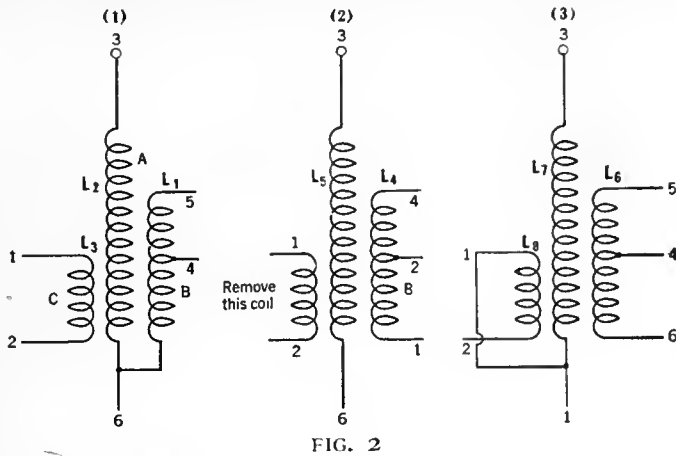 (1) (2) (3)
3 3 3
A
L2 L1 L5 L4 L7 L6
5 4 5
L3
1 4 1 2 1 L8 4
C B Remove B
this coil
2 2 1 2 6
6 6 1
FIG. 2